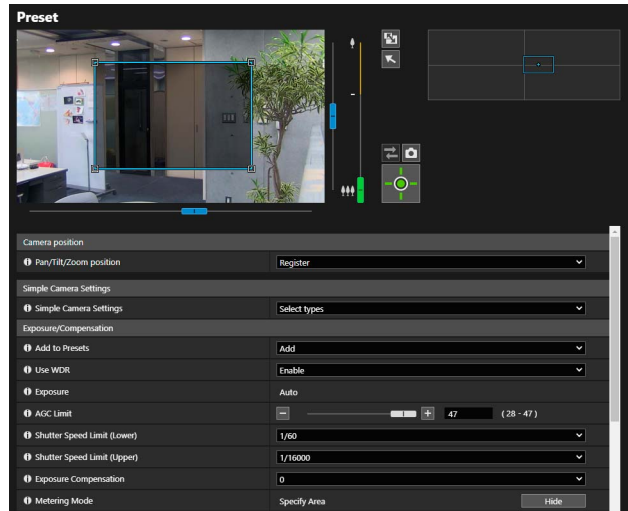 Preset
Camera position
Pan/Tilt/Zoom position Register
Simple Camera Settings
Simple Camera Settings Select types
Exposure/Compensation
Add to Presets Add
Use WDR Enable
Exposure Auto
AGC Limit 47 ( 28 - 47 )
Shutter Speed Limit (Lower) 1/60
Shutter Speed Limit (Upper) 1/16000
Exposure Compensation 0
Metering Mode Specify Area Hide